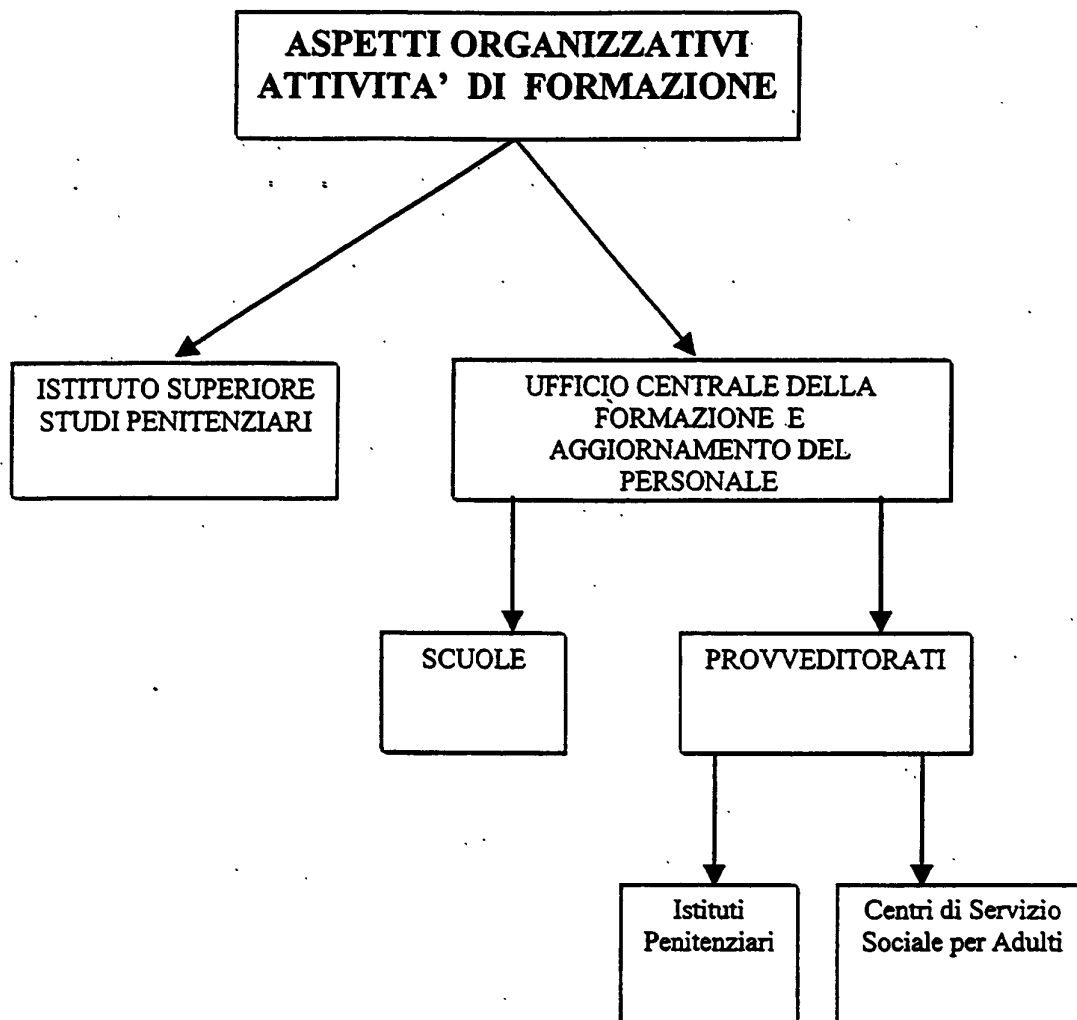 ASPETTI ORGANIZZATIVI
ATTIVITA' DI FORMAZIONE
ISTITUTO SUPERIORE
STUDI PENITENZIARI
UFFICIO CENTRALE DELLA
FORMAZIONE E
AGGIORNAMENTO DEL
PERSONALE
SCUOLE
PROVVEDITORATI
Istituti
Penitenziari
Centri di Servizio
Sociale per Adulti